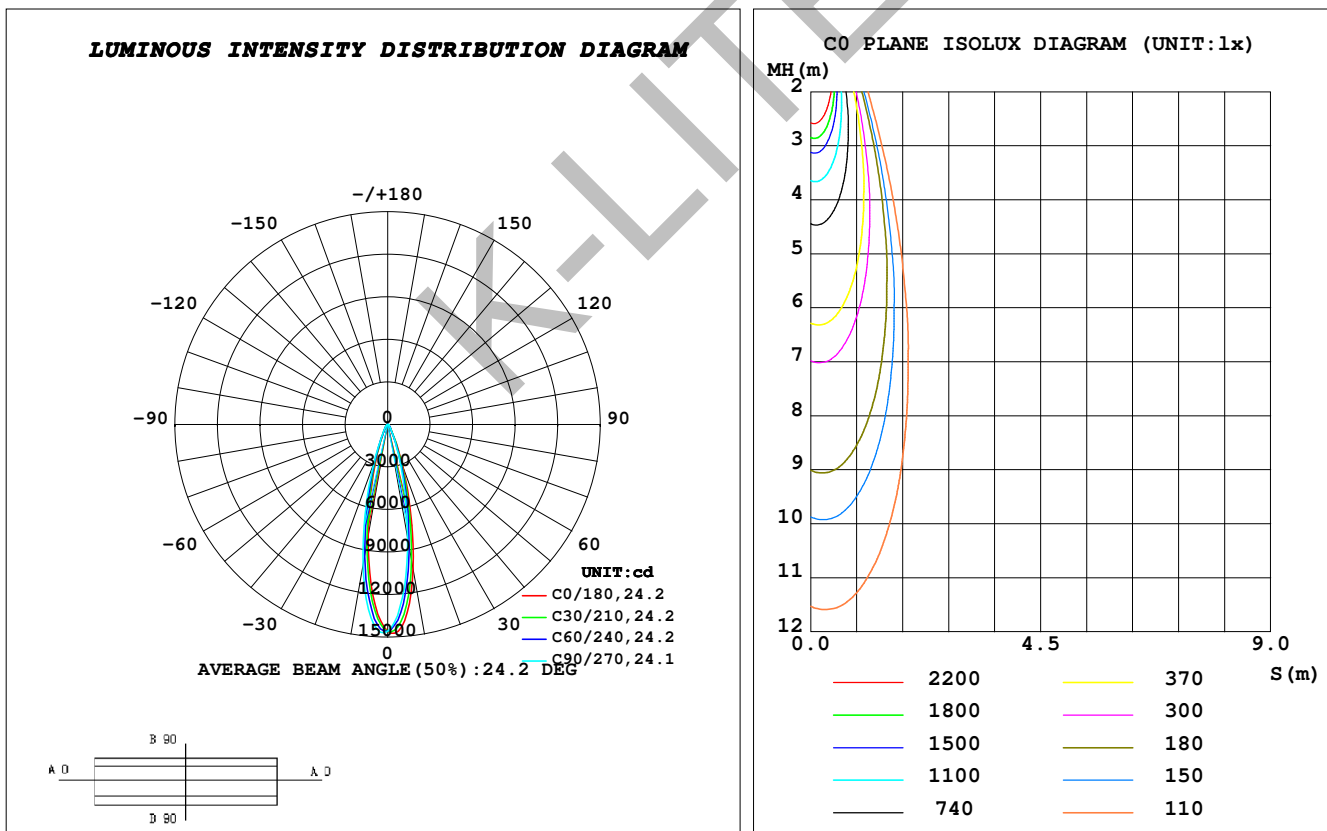 LUMINOUS INTENSITY DISTRIBUTION DIAGRAM
-/+180
-150
150
-120
120
-90
90
-60
60
-30
30
0
0
3000
6000
9000
12000
15000
UNIT:cd
C0/180,24.2
C30/210,24.2
C60/240,24.2
C90/270,24.1
AVERAGE BEAM ANGLE(50%):24.2 DEG
B 90
A 0
A 0
D 90
K-LITE
C0 PLANE ISOLUX DIAGRAM (UNIT:lx)
MH(m)
2
3
4
5
6
7
8
9
10
11
12
0.0
4.5
9.0
S(m)
2200
370
1800
300
1500
180
1100
150
740
110